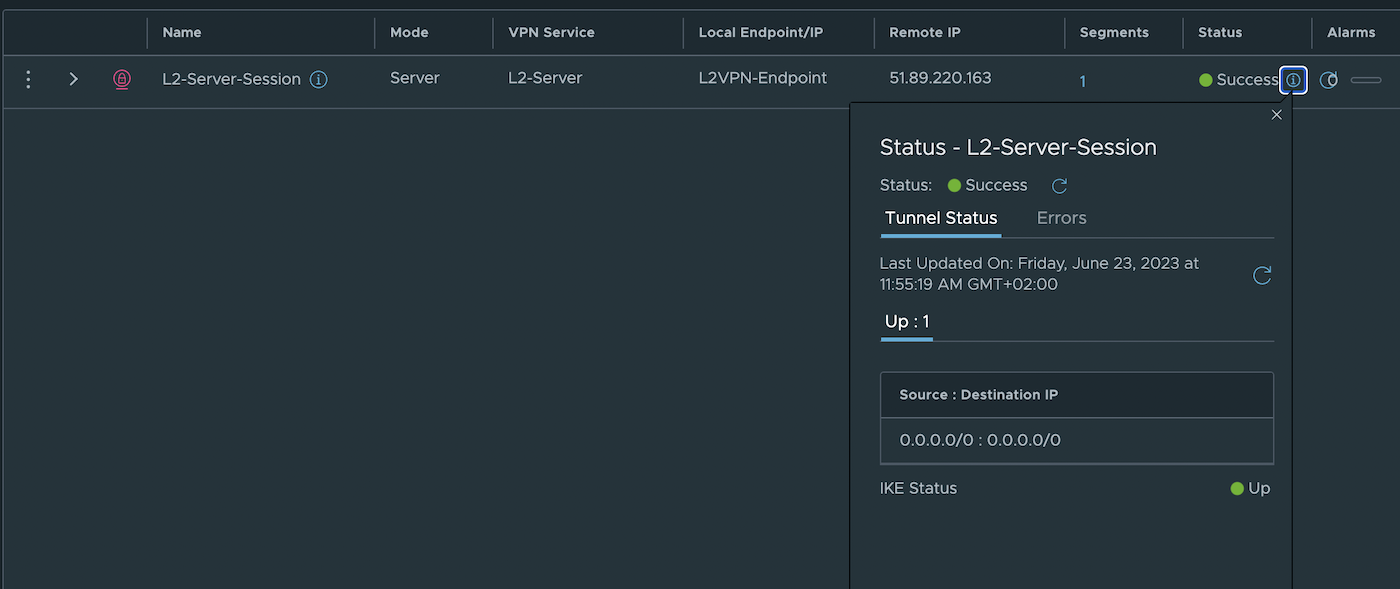 Name Mode VPN Service Local Endpoint/IP Remote IP Segments Status Alarms
L2-Server-Session Server L2-Server L2VPN-Endpoint 51.89.220.163 1 Success 0
Status - L2-Server-Session
Status: Success
Tunnel Status Errors
Last Updated On: Friday, June 23, 2023 at
11:55:19 AM GMT+02:00
Up : 1
Source : Destination IP
0.0.0.0/0 : 0.0.0.0/0
IKE Status Up